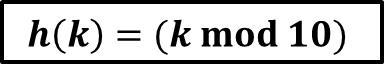 h(k) = (k mod 10)